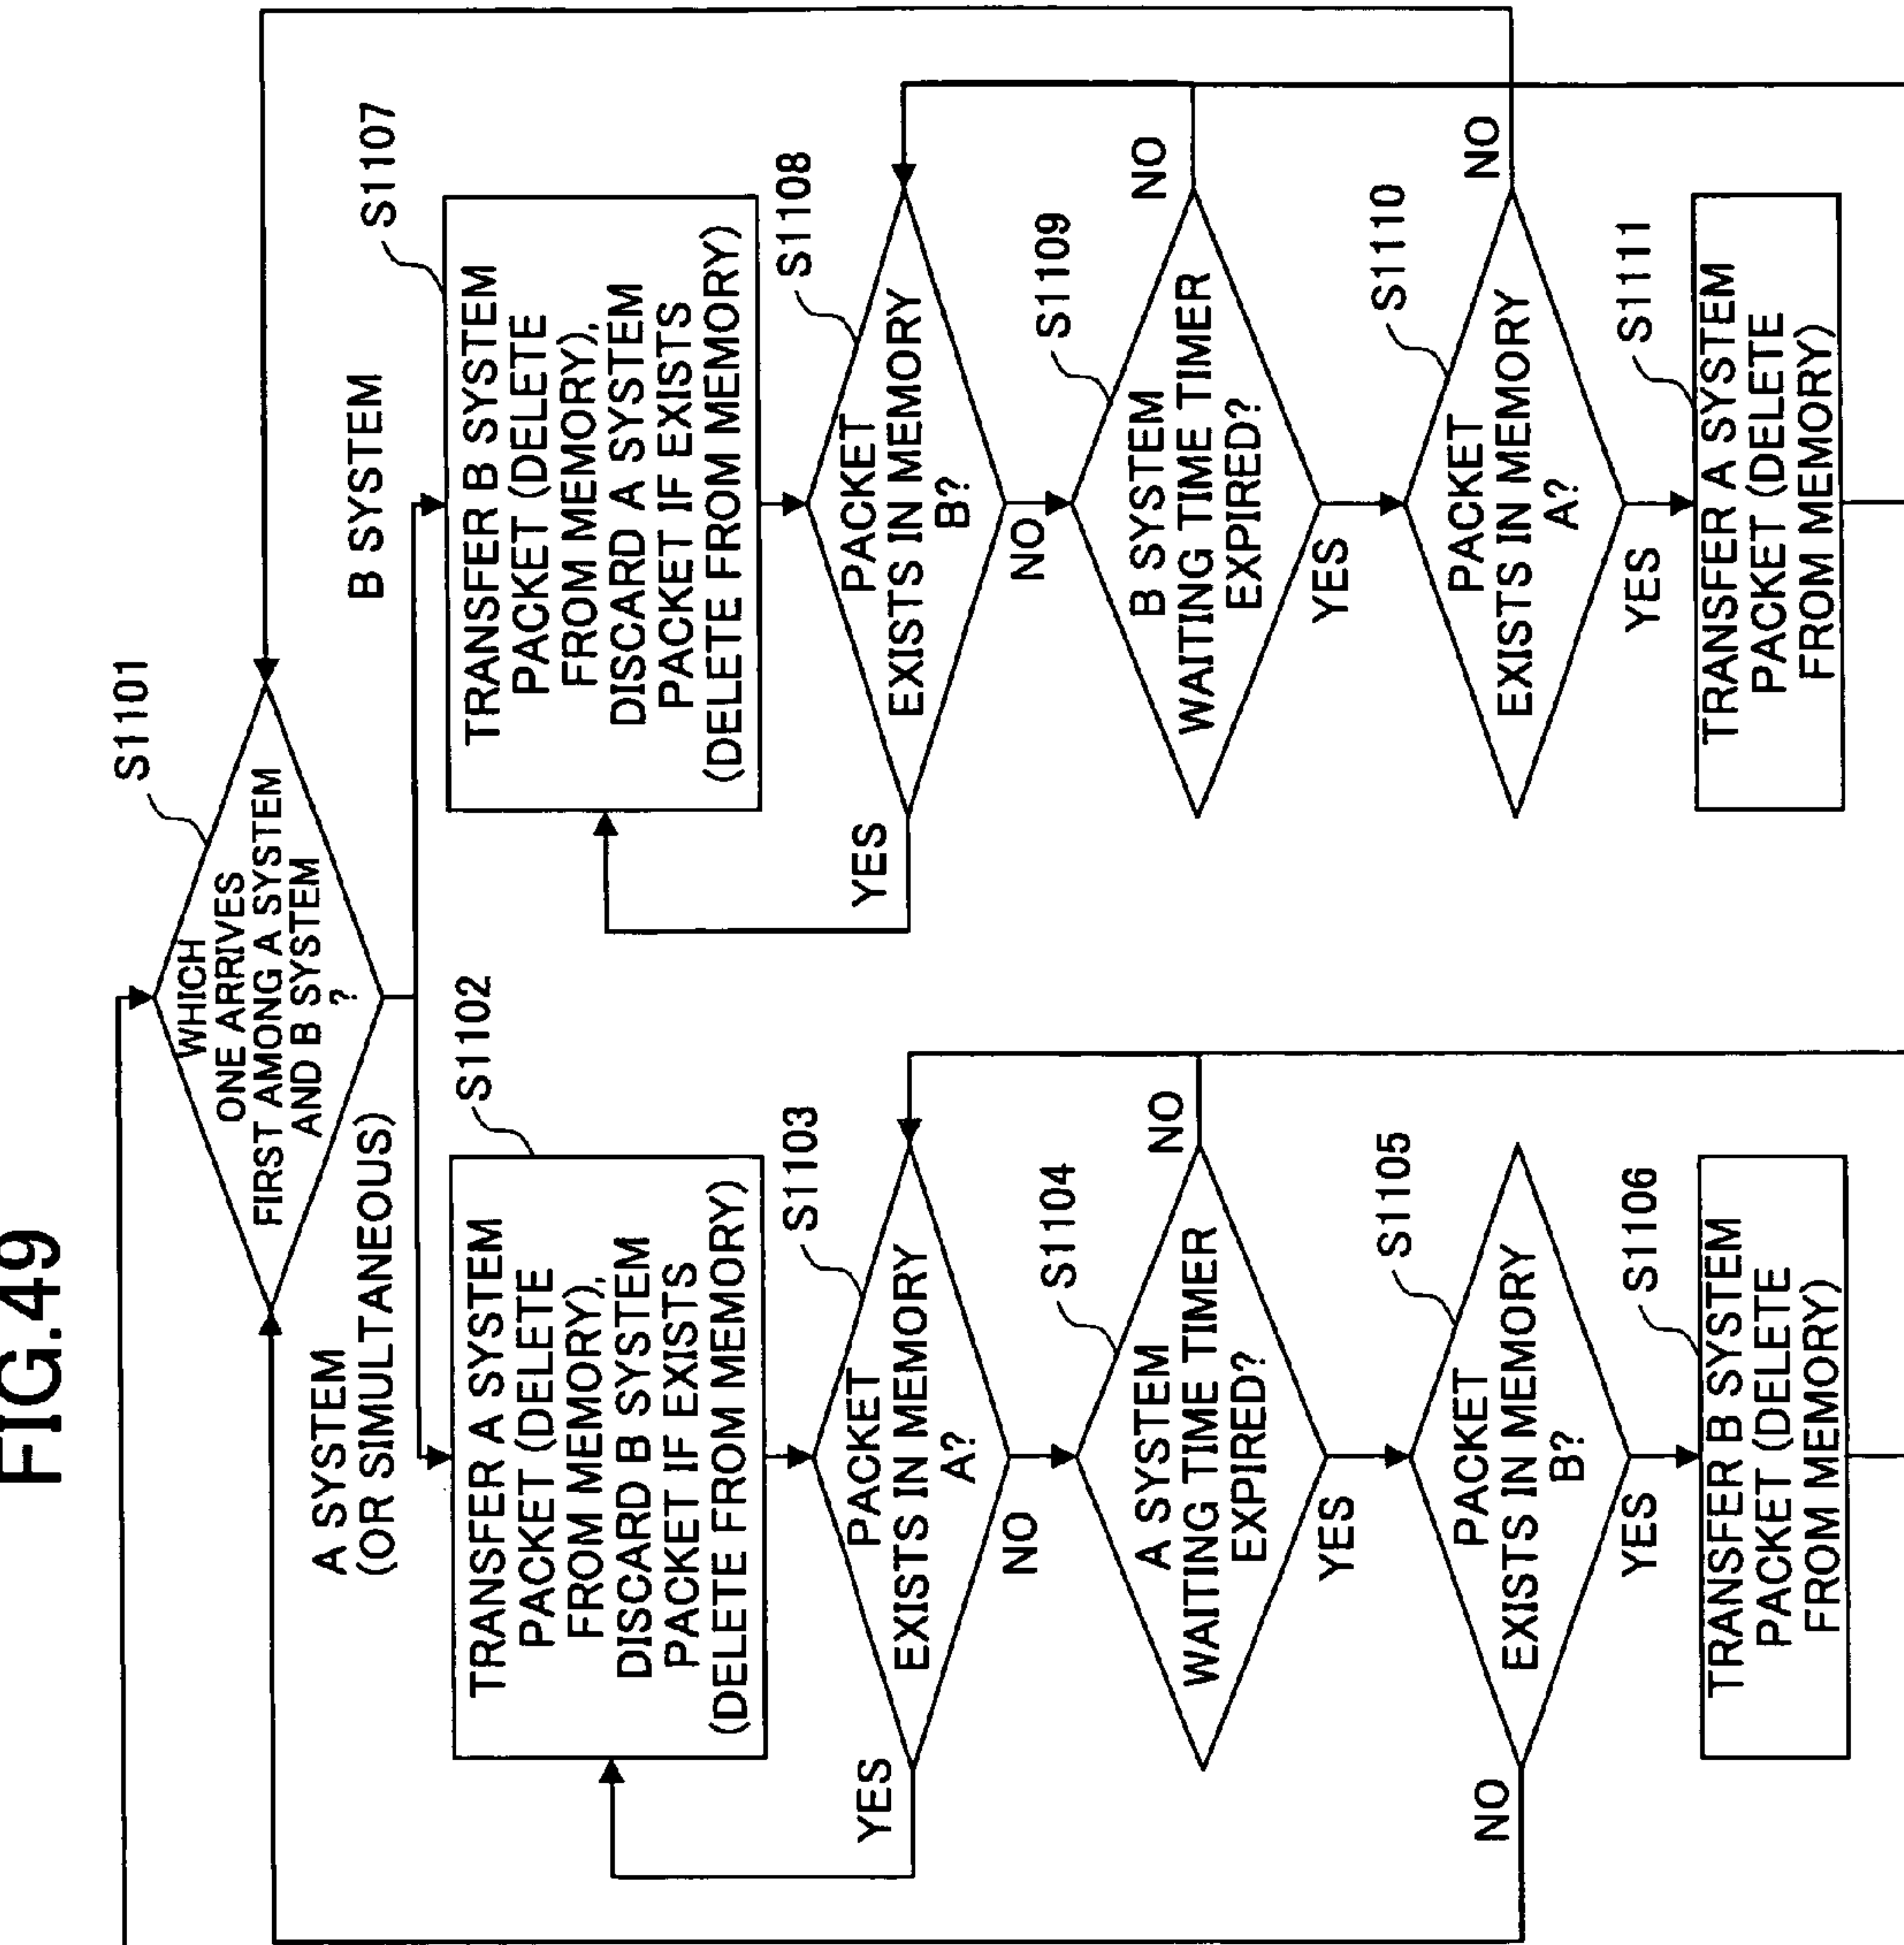 FIG.49
S1101
WHICH
ONE ARRIVES
FIRST AMONG A SYSTEM
AND B SYSTEM
?
A SYSTEM
(OR SIMULTANEOUS)
B SYSTEM
S1102
TRANSFER A SYSTEM
PACKET (DELETE
FROM MEMORY),
DISCARD B SYSTEM
PACKET IF EXISTS
(DELETE FROM MEMORY)
S1103
PACKET
EXISTS IN MEMORY
A?
YES
NO
S1104
A SYSTEM
WAITING TIME TIMER
EXPIRED?
NO
YES
S1105
PACKET
EXISTS IN MEMORY
B?
NO
YES
S1106
TRANSFER B SYSTEM
PACKET (DELETE
FROM MEMORY)
S1107
TRANSFER B SYSTEM
PACKET (DELETE
FROM MEMORY),
DISCARD A SYSTEM
PACKET IF EXISTS
(DELETE FROM MEMORY)
S1108
PACKET
EXISTS IN MEMORY
B?
YES
NO
S1109
B SYSTEM
WAITING TIME TIMER
EXPIRED?
NO
YES
S1110
PACKET
EXISTS IN MEMORY
A?
NO
YES
S1111
TRANSFER A SYSTEM
PACKET (DELETE
FROM MEMORY)